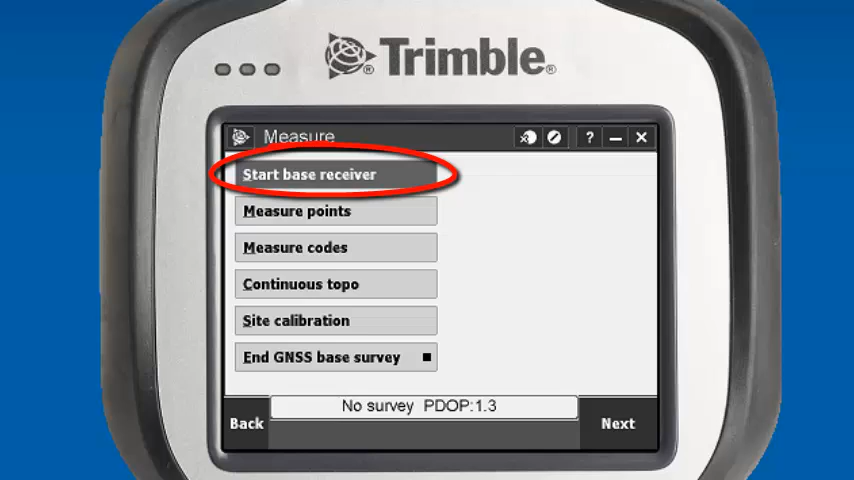 Trimble
Measure
?
Start base receiver
Measure points
Measure codes
Continuous topo
Site calibration
End GNSS base survey
No survey PDOP:1.3
Back
Next